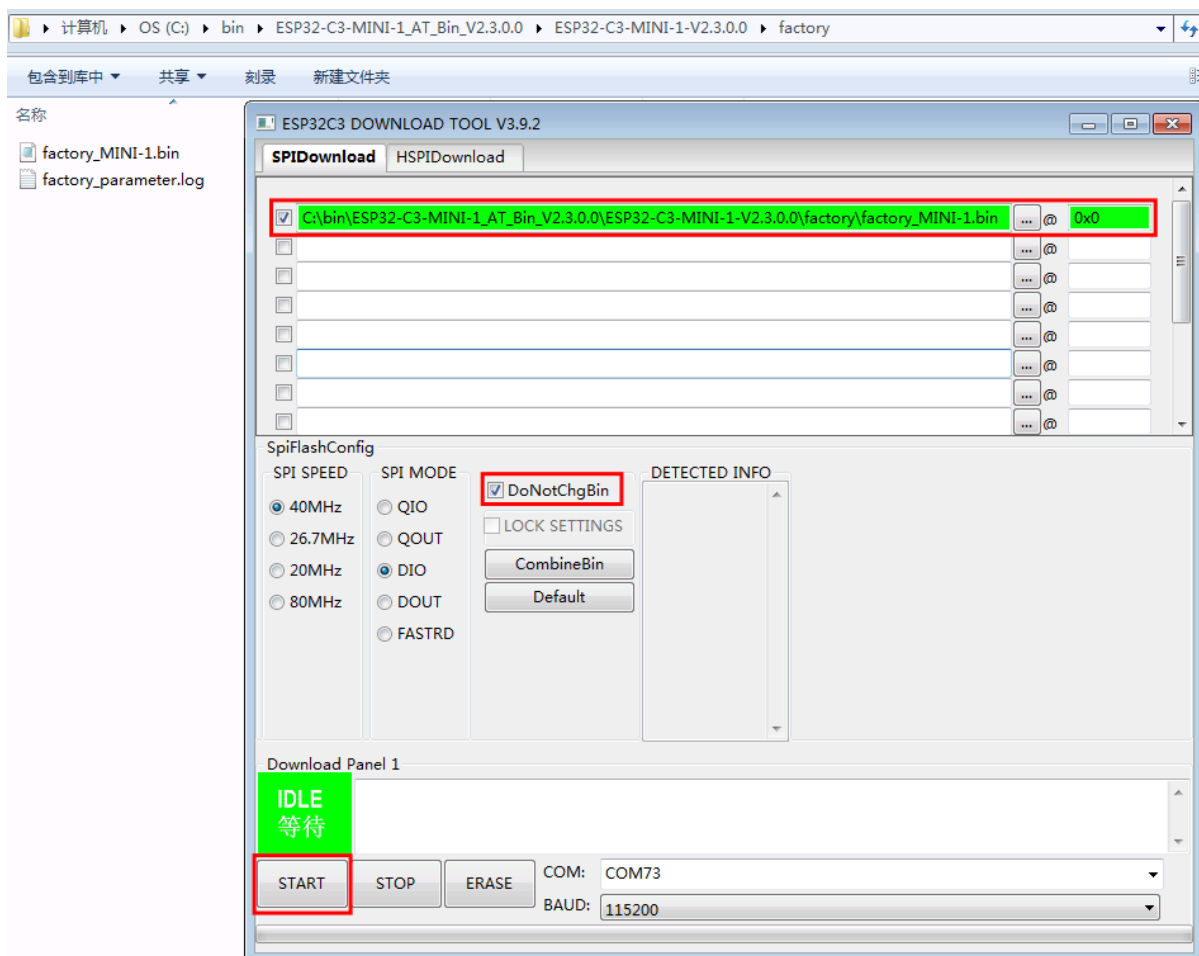 计算机 OS (C:) bin ESP32-C3-MINI-1_AT_Bin_V2.3.0.0 ESP32-C3-MINI-1-V2.3.0.0 factory
包含到库中 共享 刻录 新建文件夹
名称
factory_MINI-1.bin
factory_parameter.log
ESP32C3 DOWNLOAD TOOL V3.9.2
SPIDownload HSPIDownload
C:\bin\ESP32-C3-MINI-1_AT_Bin_V2.3.0.0\ESP32-C3-MINI-1-V2.3.0.0\factory\factory_MINI-1.bin ... @ 0x0
... @
... @
... @
... @
... @
... @
... @
SpiFlashConfig
SPI SPEED
40MHz
26.7MHz
20MHz
80MHz
SPI MODE
QIO
QOUT
DIO
DOUT
FASTRD
DoNotChgBin
LOCK SETTINGS
CombineBin
Default
DETECTED INFO
Download Panel 1
IDLE
等待
START STOP ERASE
COM: COM73
BAUD: 115200